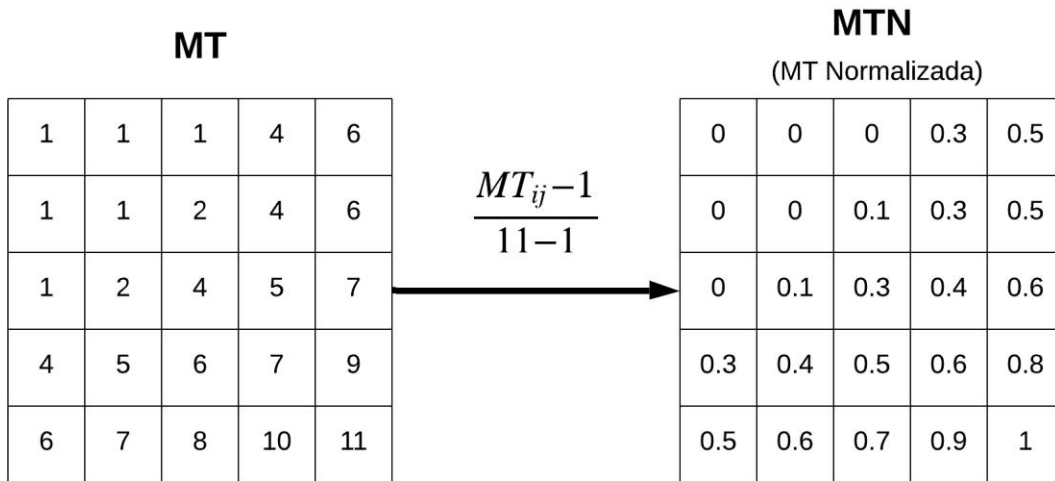 MT
MTN
(MT Normalizada)
1 1 1 4 6
1 1 2 4 6
1 2 4 5 7
4 5 6 7 9
6 7 8 10 11
MT_ij−1
11−1
0 0 0 0.3 0.5
0 0 0.1 0.3 0.5
0 0.1 0.3 0.4 0.6
0.3 0.4 0.5 0.6 0.8
0.5 0.6 0.7 0.9 1